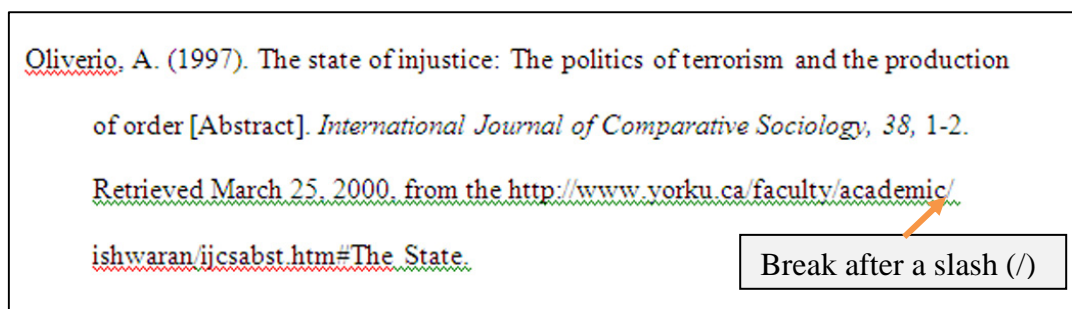 Oliverio, A. (1997). The state of injustice: The politics of terrorism and the production
of order [Abstract]. International Journal of Comparative Sociology, 38, 1-2.
Retrieved March 25, 2000, from the http://www.yorku.ca/faculty/academic/
ishwaran/ijcsabst.htm#The State.
Break after a slash (/)